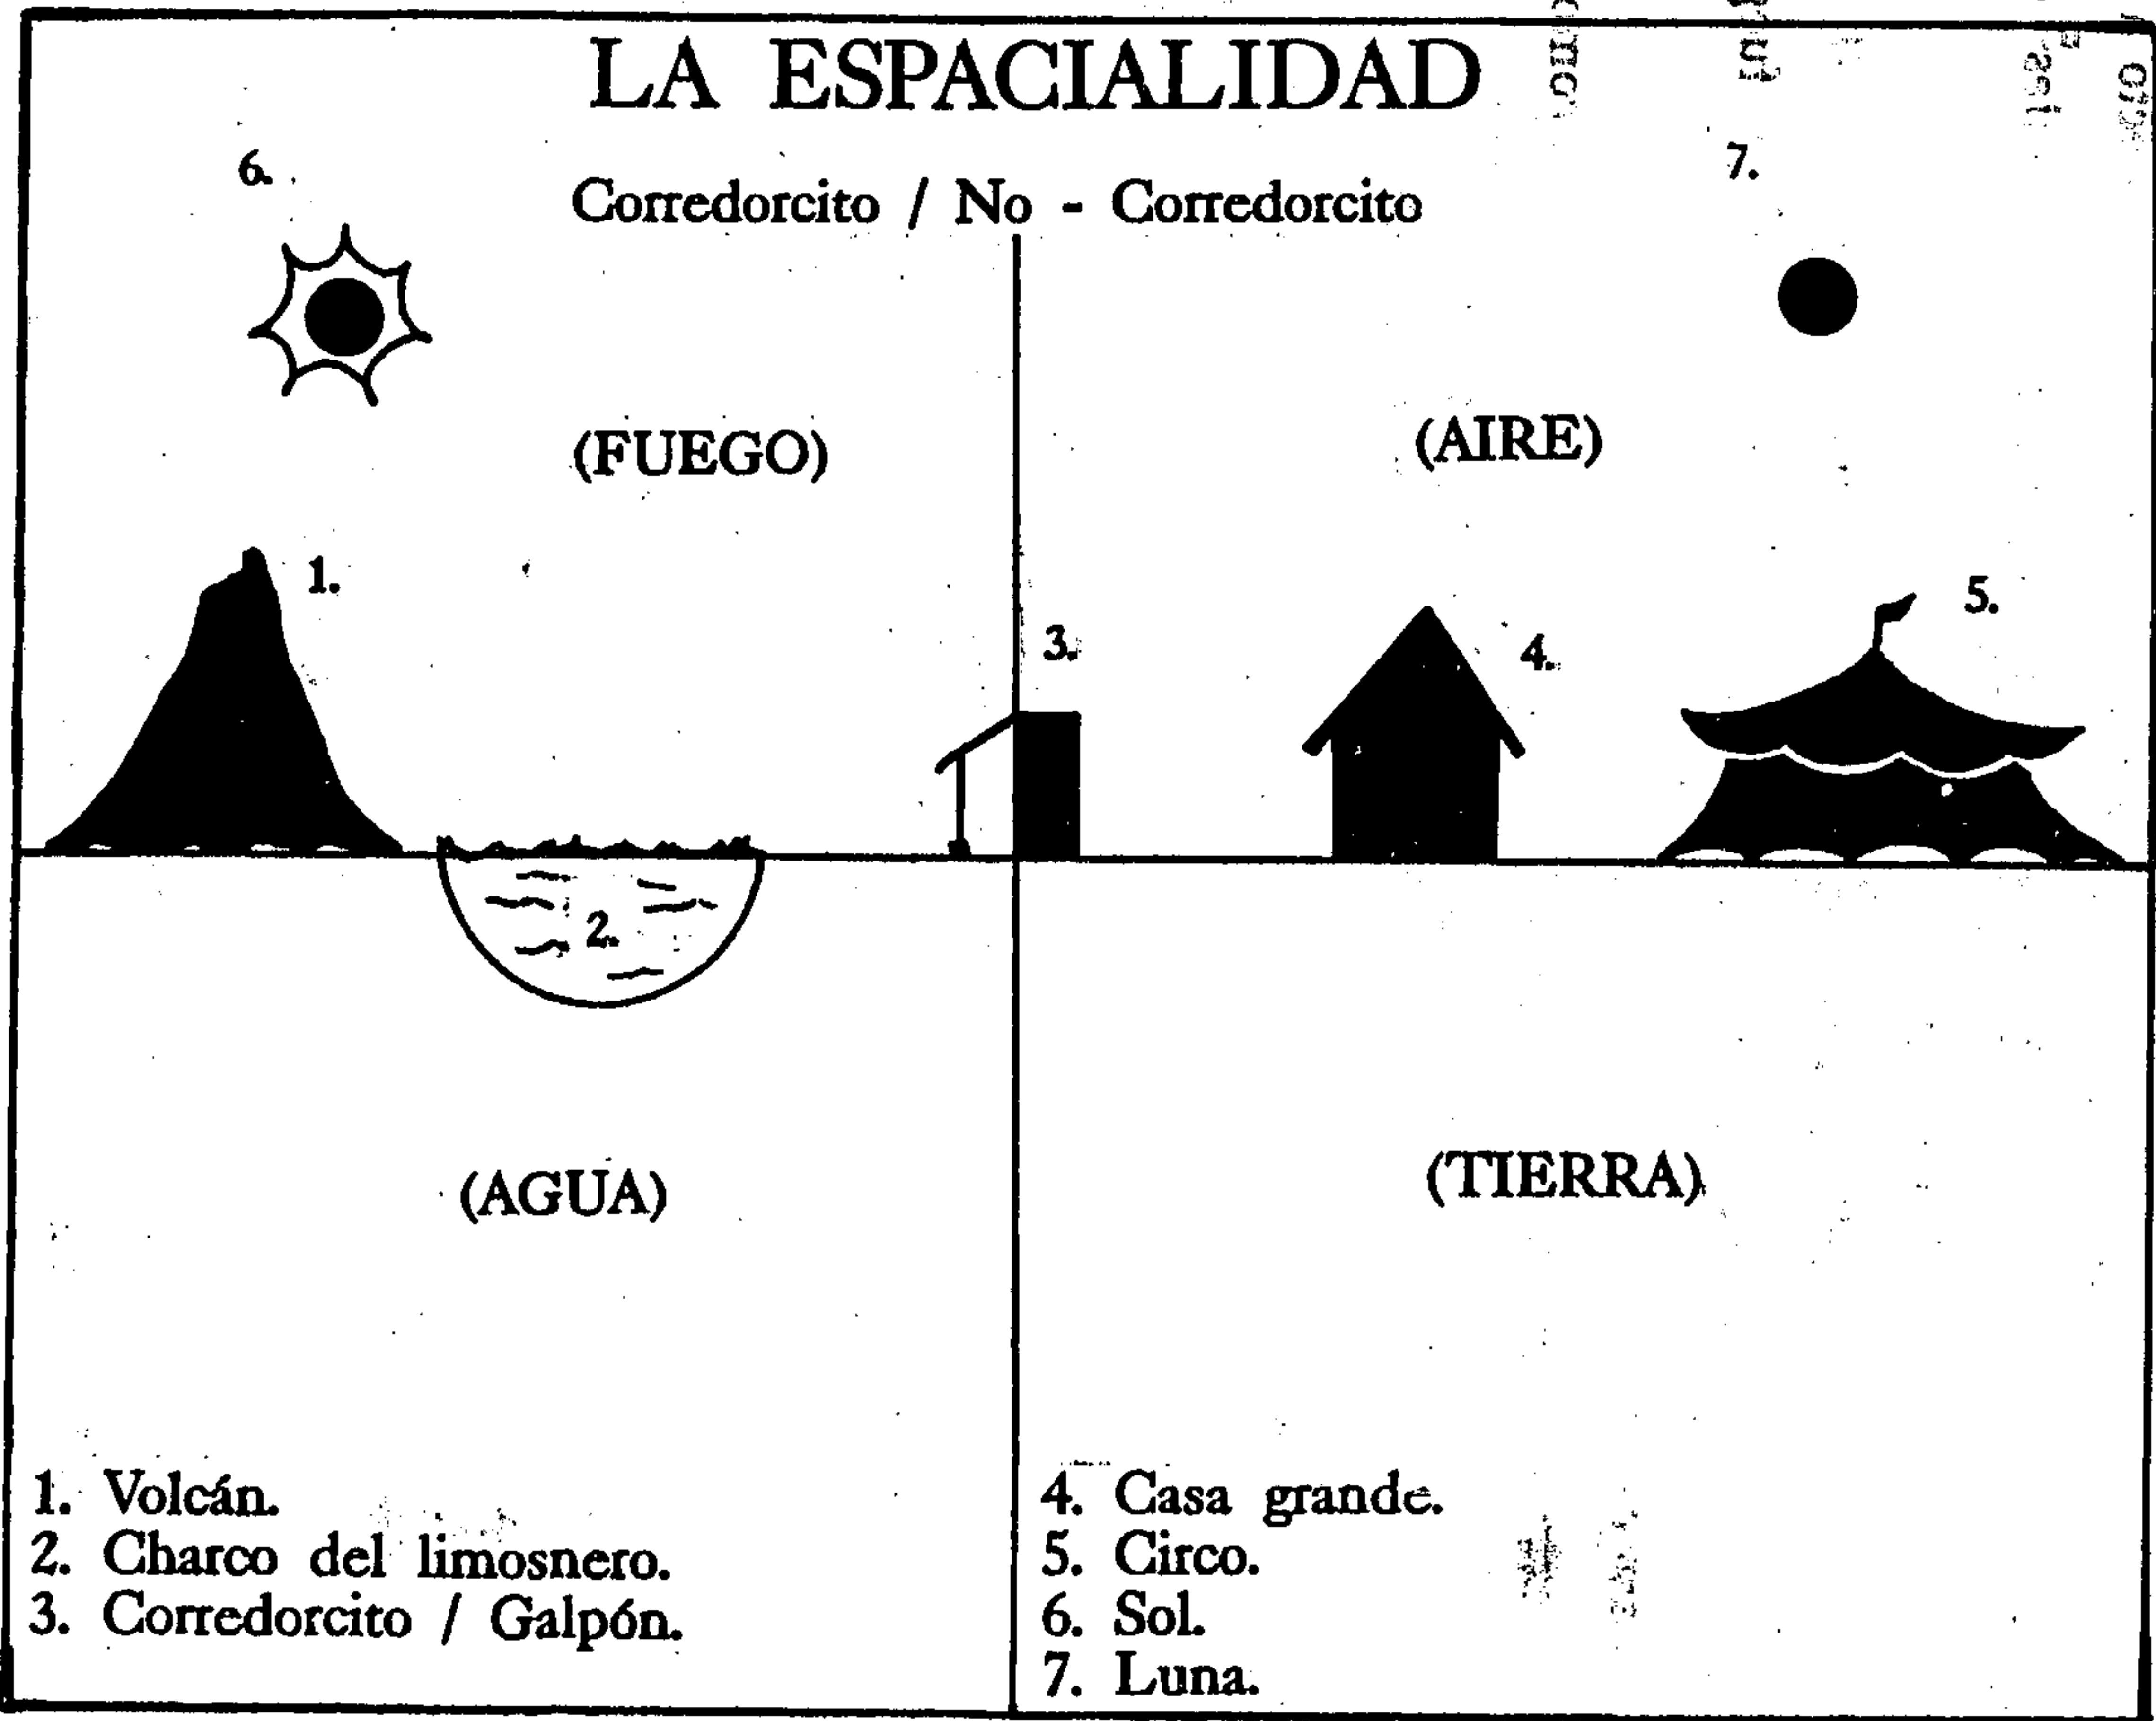 LA ESPACIALIDAD
6.
7.
Corredorcito / No - Corredorcito
(FUEGO)
(AIRE)
1.
3.
4.
5.
2.
(AGUA)
(TIERRA)
1. Volcán.
2. Charco del limosnero.
3. Corredorcito / Galpón.
4. Casa grande.
5. Circo.
6. Sol.
7. Luna.